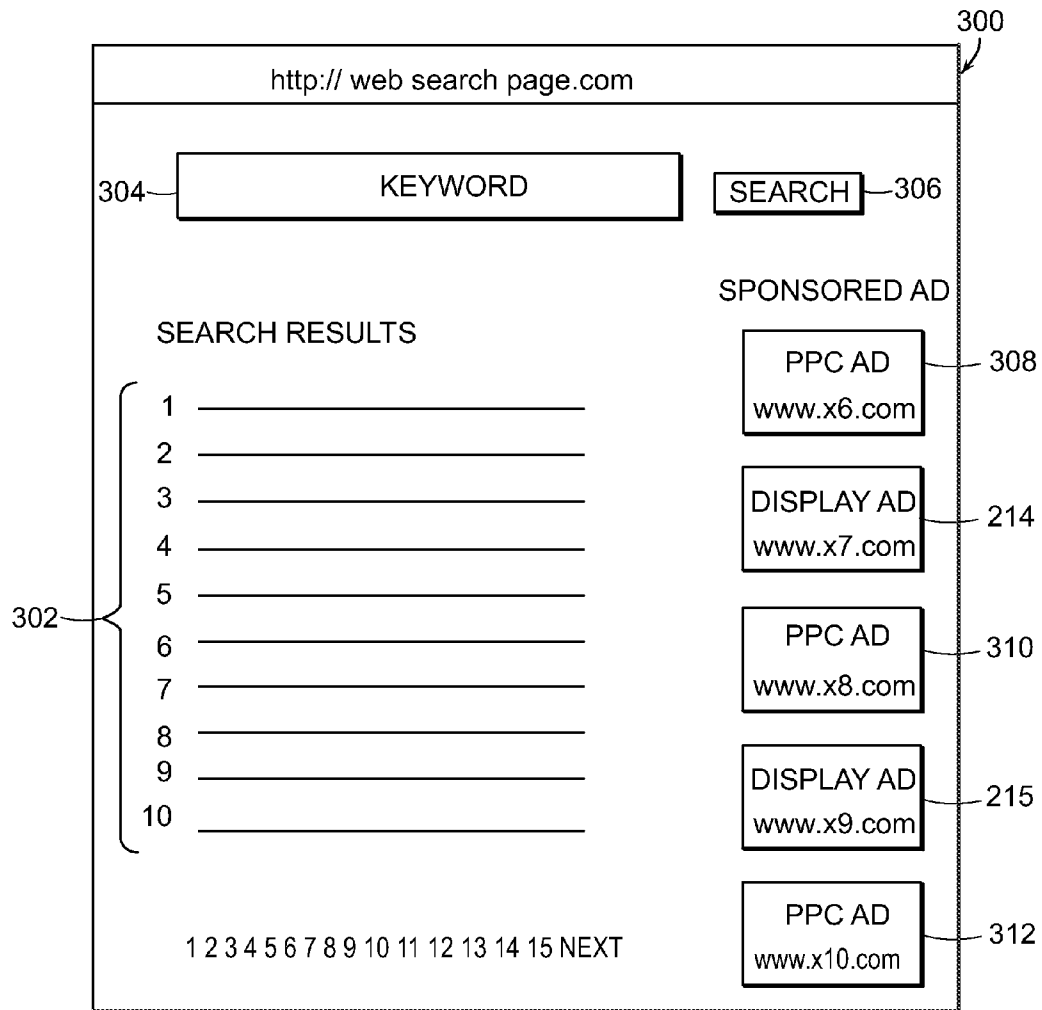 300
http:// web search page.com
304
KEYWORD
SEARCH
306
SPONSORED AD
SEARCH RESULTS
302
1
2
3
4
5
6
7
8
9
10
PPC AD
www.x6.com
308
DISPLAY AD
www.x7.com
214
PPC AD
www.x8.com
310
DISPLAY AD
www.x9.com
215
PPC AD
www.x10.com
312
1 2 3 4 5 6 7 8 9 10 11 12 13 14 15 NEXT